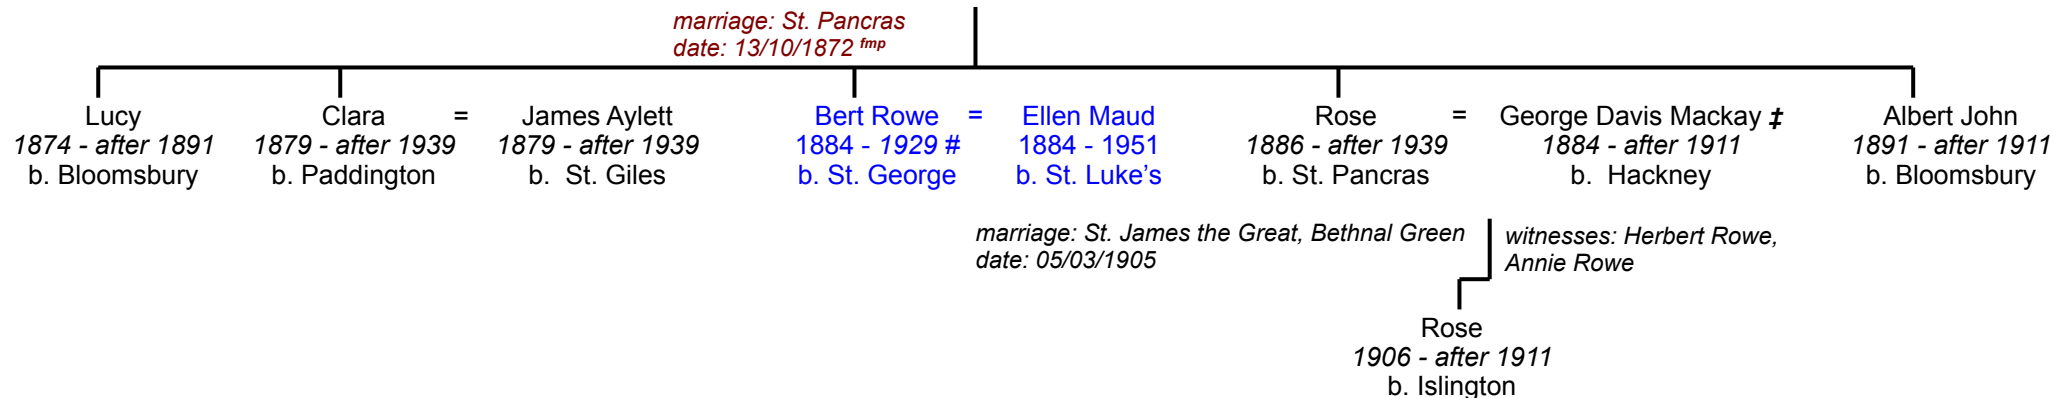 marriage: St. Pancras
date: 13/10/1872 fmp
Lucy
1874 - after 1891
b. Bloomsbury
Clara
1879 - after 1939
b. Paddington
=
James Aylett
1879 - after 1939
b. St. Giles
Bert Rowe
1884 - 1929 #
b. St. George
=
Ellen Maud
1884 - 1951
b. St. Luke’s
Rose
1886 - after 1939
b. St. Pancras
=
George Davis Mackay ‡
1884 - after 1911
b. Hackney
Albert John
1891 - after 1911
b. Bloomsbury
marriage: St. James the Great, Bethnal Green
date: 05/03/1905
witnesses: Herbert Rowe,
Annie Rowe
Rose
1906 - after 1911
b. Islington